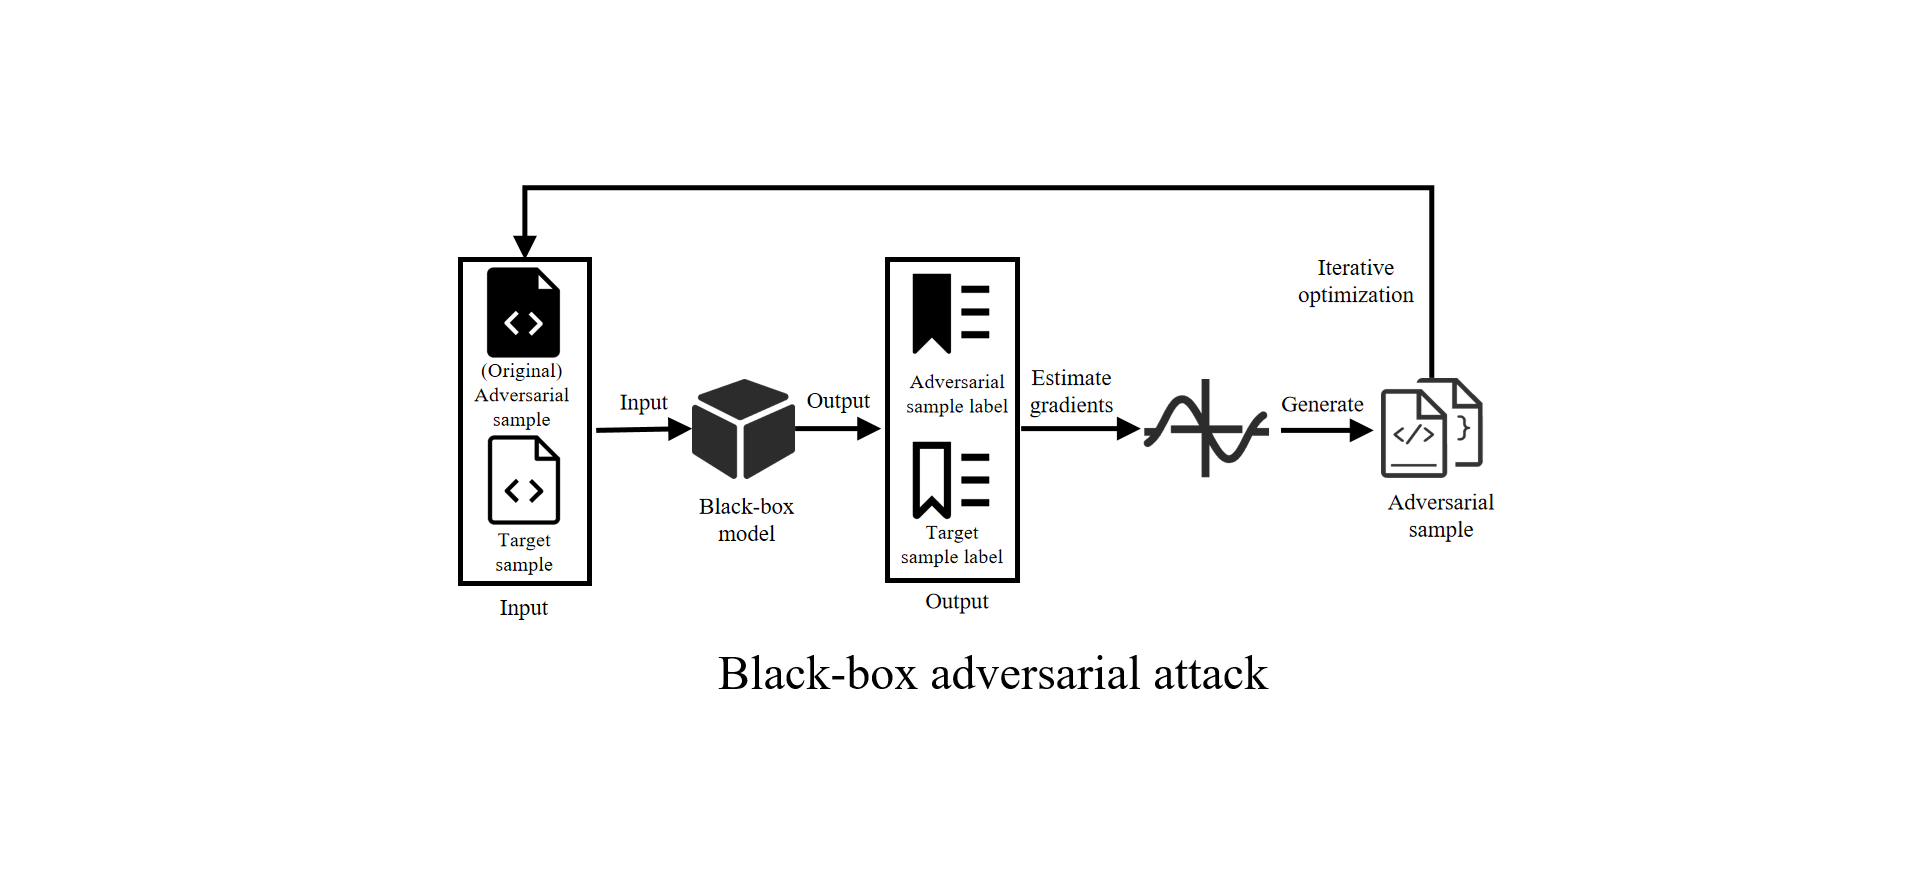 Iterative
optimization
(Original)
Adversarial
sample
Target
sample
Input
Input
Black-box
model
Output
Adversarial
sample label
Target
sample label
Output
Estimate
gradients
Generate
</>
}
Adversarial
sample
Black-box adversarial attack